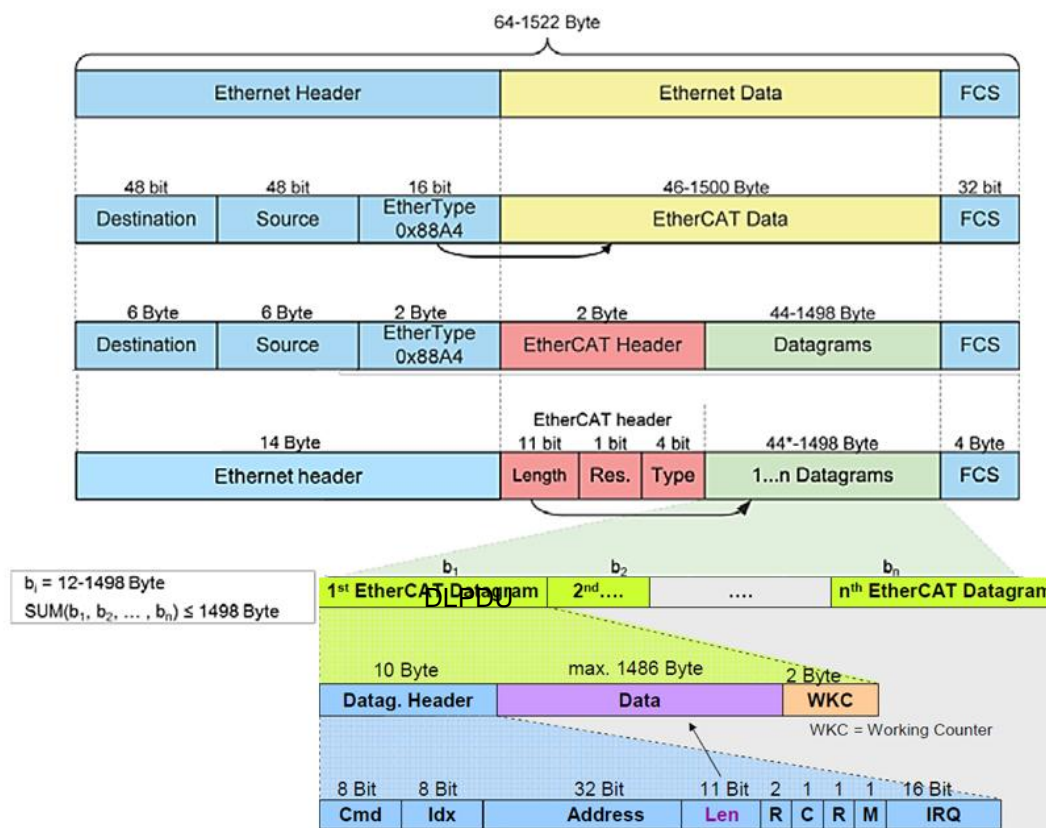 64-1522 Byte
Ethernet Header Ethernet Data FCS
48 bit 48 bit 16 bit 46-1500 Byte 32 bit
Destination Source EtherType 0x88A4 EtherCAT Data FCS
6 Byte 6 Byte 2 Byte 2 Byte 44-1498 Byte
Destination Source EtherType 0x88A4 EtherCAT Header Datagrams FCS
EtherCAT header
14 Byte 11 bit 1 bit 4 bit 44*-1498 Byte 4 Byte
Ethernet header Length Res. Type 1...n Datagrams FCS
b₁ b₂ bₙ
bᵢ = 12-1498 Byte
SUM(b₁, b₂, ... , bₙ) ≤ 1498 Byte
1st EtherCAT Datagram 2nd.... .... nth EtherCAT Datagram
DLPDU
10 Byte max. 1486 Byte 2 Byte
Datag. Header Data WKC
WKC = Working Counter
8 Bit 8 Bit 32 Bit 11 Bit 2 1 1 1 16 Bit
Cmd Idx Address Len R C R M IRQ